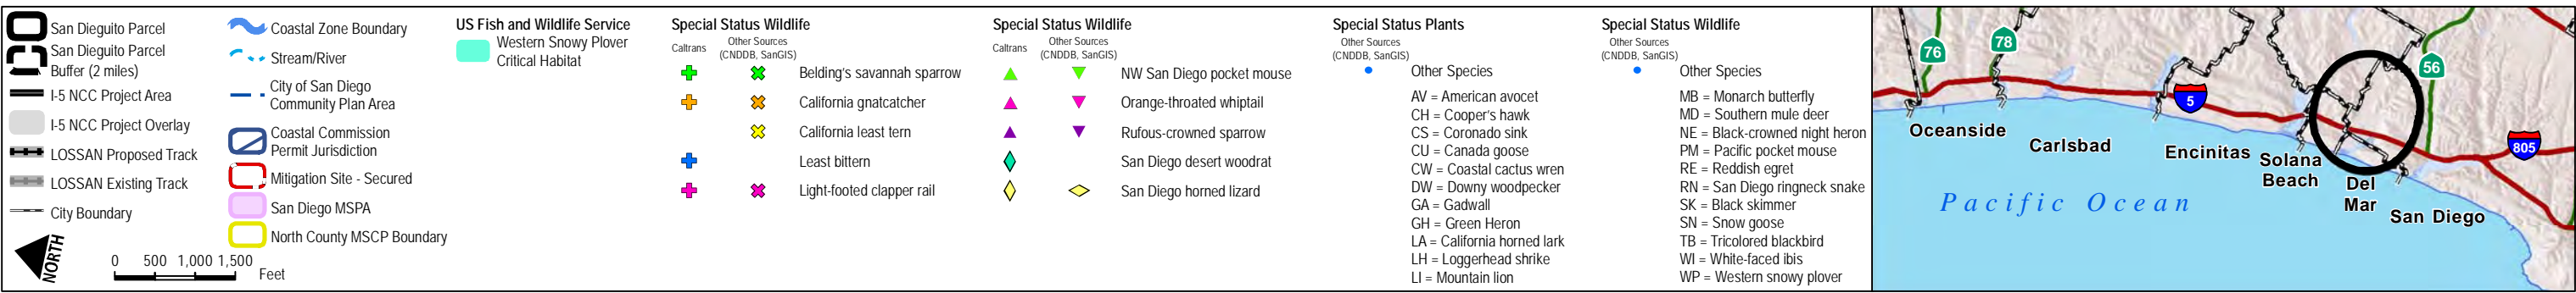 San Dieguito Parcel
San Dieguito Parcel
Buffer (2 miles)
I-5 NCC Project Area
I-5 NCC Project Overlay
LOSSAN Proposed Track
LOSSAN Existing Track
City Boundary
NORTH
0 500 1,000 1,500
Feet
Coastal Zone Boundary
Stream/River
City of San Diego
Community Plan Area
Coastal Commission
Permit Jurisdiction
Mitigation Site - Secured
San Diego MSPA
North County MSCP Boundary
US Fish and Wildlife Service
Western Snowy Plover
Critical Habitat
Special Status Wildlife
Caltrans
Other Sources
(CNDDB, SanGIS)
Belding's savannah sparrow
California gnatcatcher
California least tern
Least bittern
Light-footed clapper rail
Special Status Wildlife
Caltrans
Other Sources
(CNDDB, SanGIS)
NW San Diego pocket mouse
Orange-throated whiptail
Rufous-crowned sparrow
San Diego desert woodrat
San Diego horned lizard
Special Status Plants
Other Sources
(CNDDB, SanGIS)
Other Species
AV = American avocet
CH = Cooper's hawk
CS = Coronado sink
CU = Canada goose
CW = Coastal cactus wren
DW = Downy woodpecker
GA = Gadwall
GH = Green Heron
LA = California horned lark
LH = Loggerhead shrike
LI = Mountain lion
Special Status Wildlife
Other Sources
(CNDDB, SanGIS)
Other Species
MB = Monarch butterfly
MD = Southern mule deer
NE = Black-crowned night heron
PM = Pacific pocket mouse
RE = Reddish egret
RN = San Diego ringneck snake
SK = Black skimmer
SN = Snow goose
TB = Tricolored blackbird
WI = White-faced ibis
WP = Western snowy plover
76
78
56
5
805
Oceanside
Carlsbad
Encinitas
Solana
Beach
Del
Mar
San Diego
Pacific Ocean